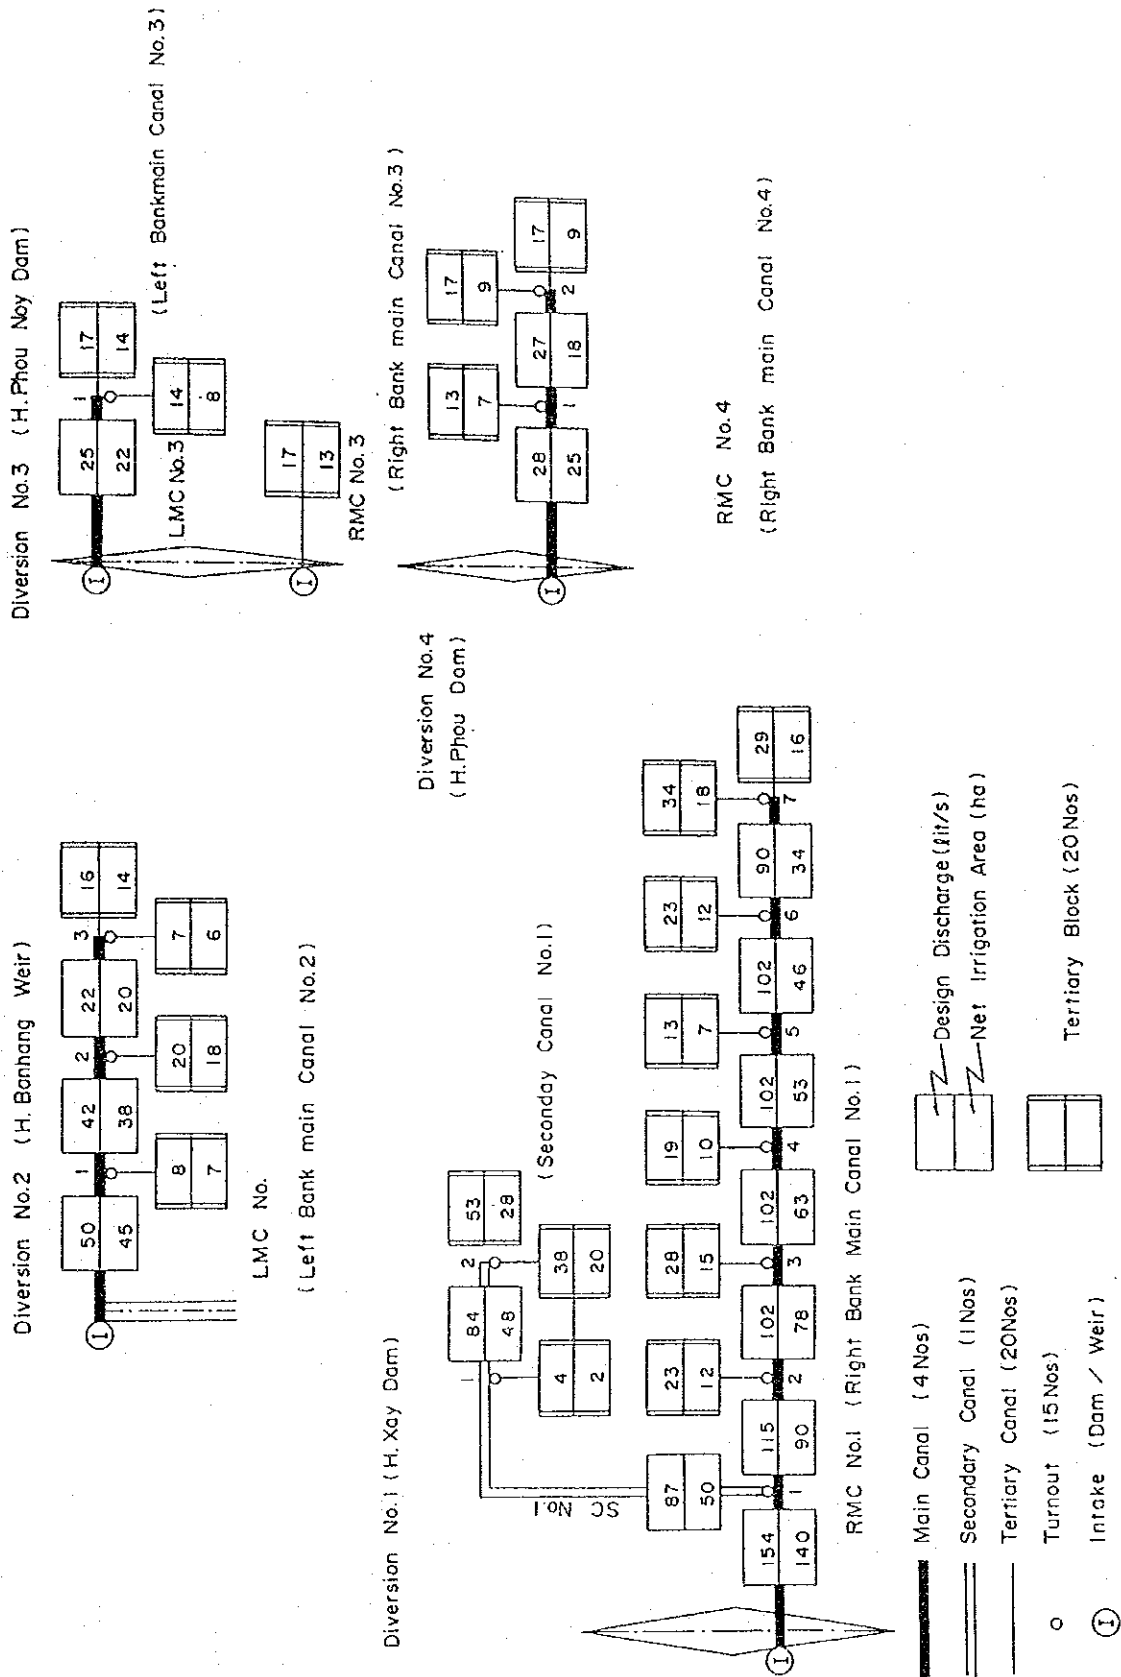 Diversion No.3 (H.Phou Noy Dam)
25
22
1
17
14
14
8
LMC No.3
(Left Bankmain Canal No.3)
I
17
13
RMC No.3
(Right Bank main Canal No.3)
I
Diversion No.4
(H.Phou Dam)
28
25
1
13
7
27
18
2
17
9
17
9
I
RMC No.4
(Right Bank main Canal No.4)
Diversion No.2 (H. Banhang Weir)
50
45
1
8
7
42
38
2
20
18
22
20
3
7
6
16
14
I
LMC No.
(Left Bank main Canal No.2)
Diversion No.1 (H. Xay Dam)
SC No.1
87
50
1
4
2
84
48
2
38
20
53
28
(Seconday Canal No.1)
154
140
1
115
90
2
23
12
102
78
3
28
15
102
63
4
19
10
102
53
5
13
7
102
46
6
23
12
90
34
7
34
18
29
16
I
RMC No.1 (Right Bank Main Canal No.1)
Main Canal (4Nos)
Secondary Canal (1Nos)
Tertiary Canal (20Nos)
Turnout (15Nos)
I Intake (Dam / Weir)
Design Discharge (lit/s)
Net Irrigation Area (ha)
Tertiary Block (20Nos)